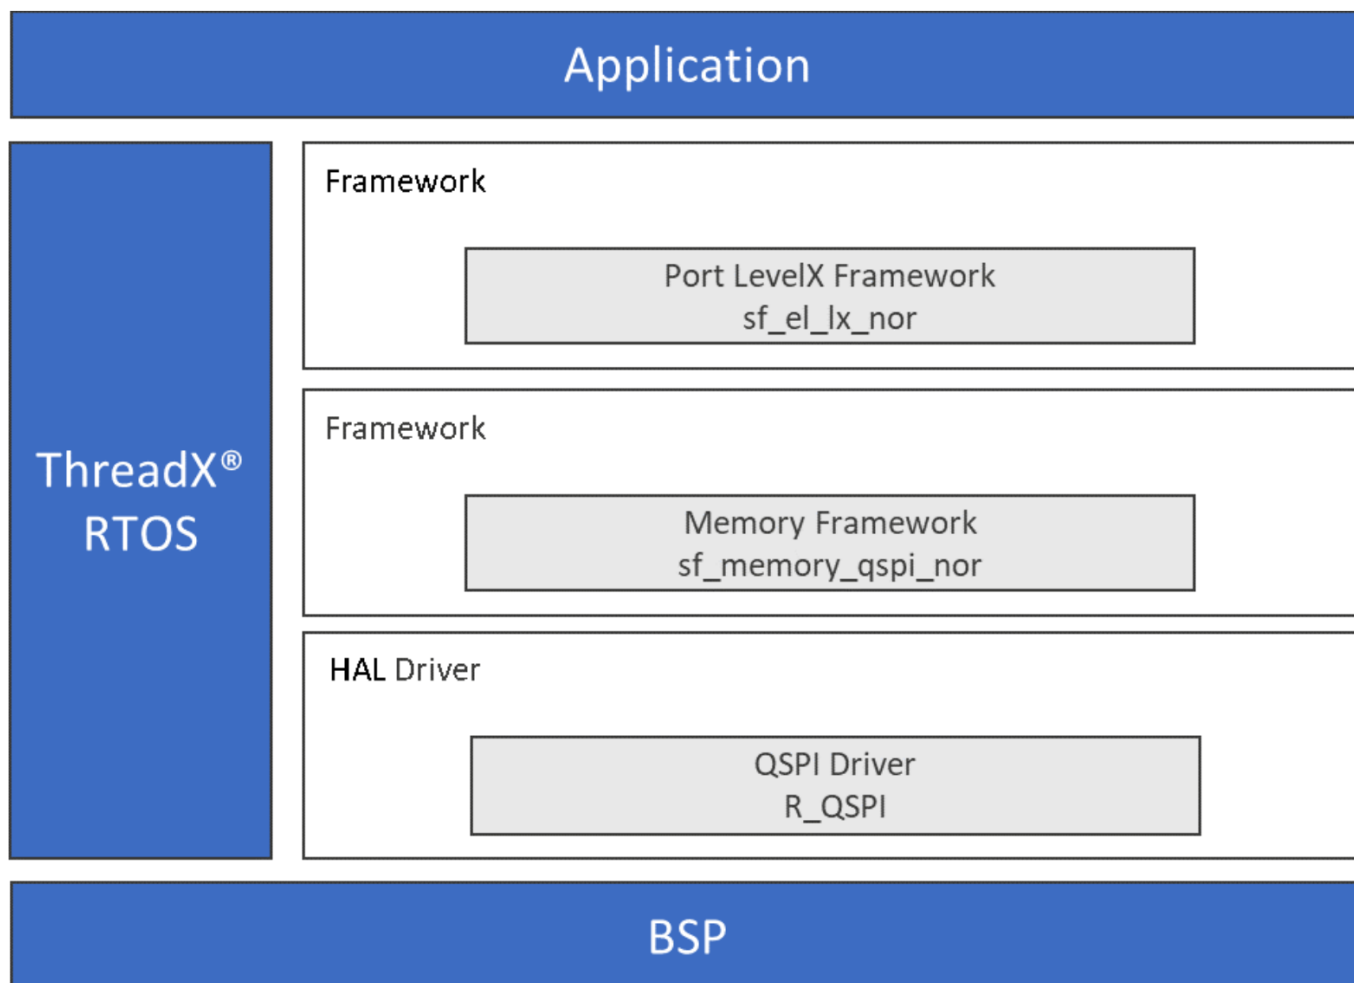 Application
ThreadX®
RTOS
Framework
Port LevelX Framework
sf_el_lx_nor
Framework
Memory Framework
sf_memory_qspi_nor
HAL Driver
QSPI Driver
R_QSPI
BSP